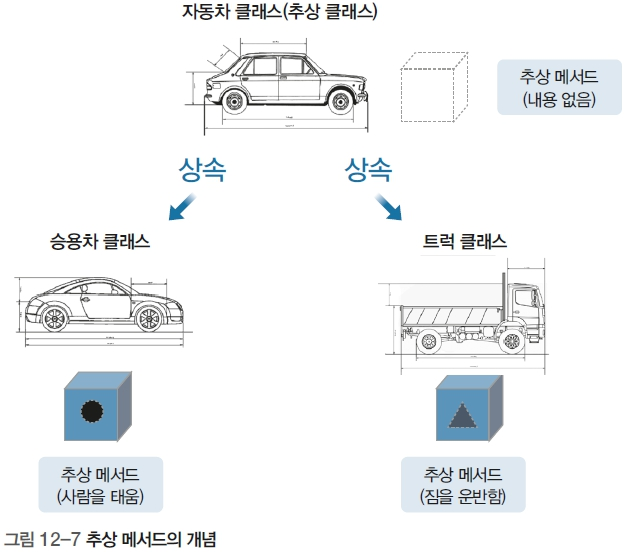 자동차 클래스(추상 클래스)
추상 메서드
(내용 없음)
상속
상속
승용차 클래스
트럭 클래스
추상 메서드
(사람을 태움)
추상 메서드
(짐을 운반함)
그림 12-7 추상 메서드의 개념